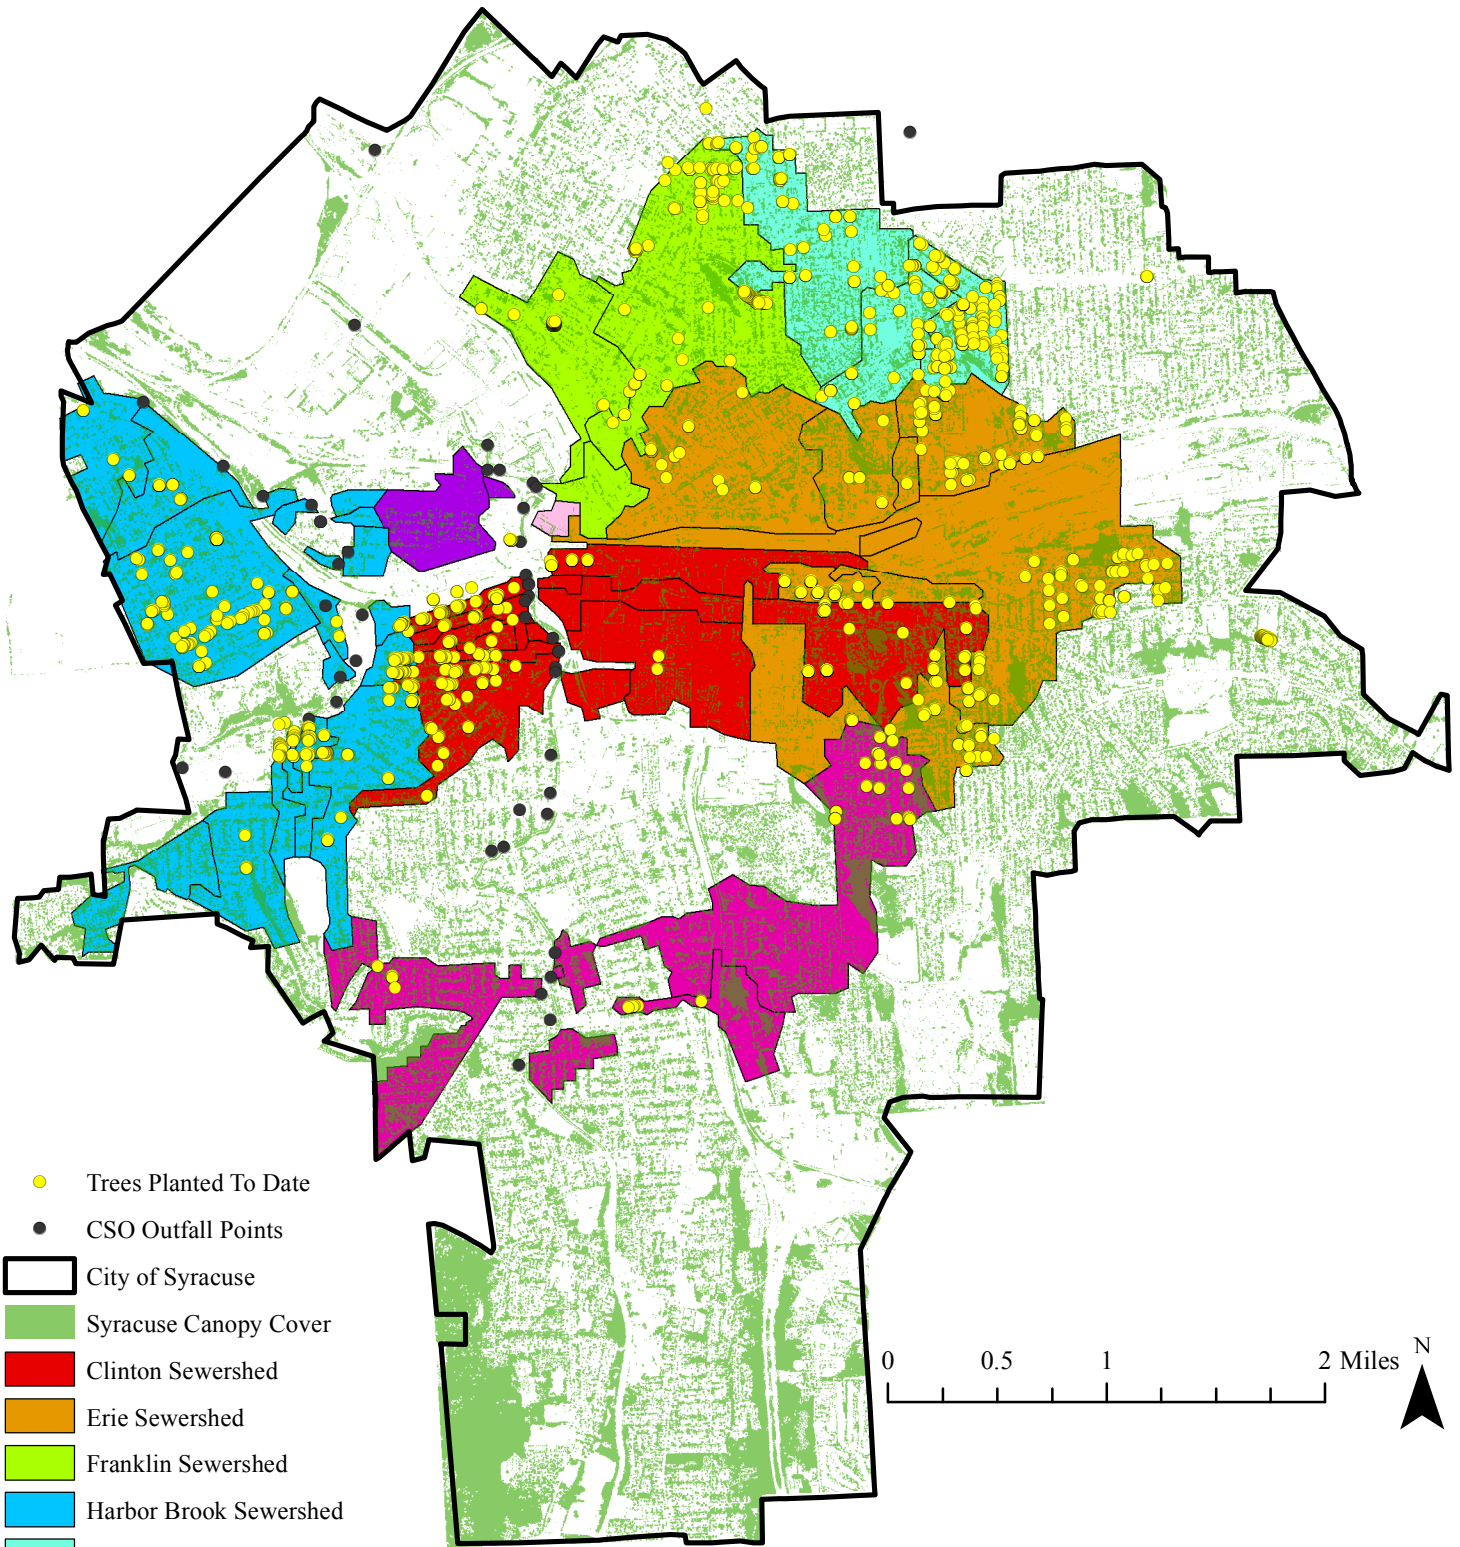 Trees Planted To Date
CSO Outfall Points
City of Syracuse
Syracuse Canopy Cover
Clinton Sewershed
Erie Sewershed
Franklin Sewershed
Harbor Brook Sewershed
0 0.5 1 2 Miles
N